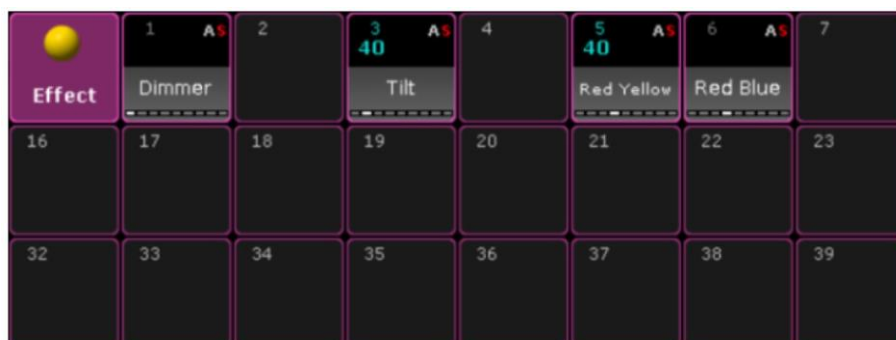 Effect
1 AS Dimmer
2
3 AS 40 Tilt
4
5 AS 40 Red Yellow
6 AS Red Blue
7
16 17 18 19 20 21 22 23
32 33 34 35 36 37 38 39